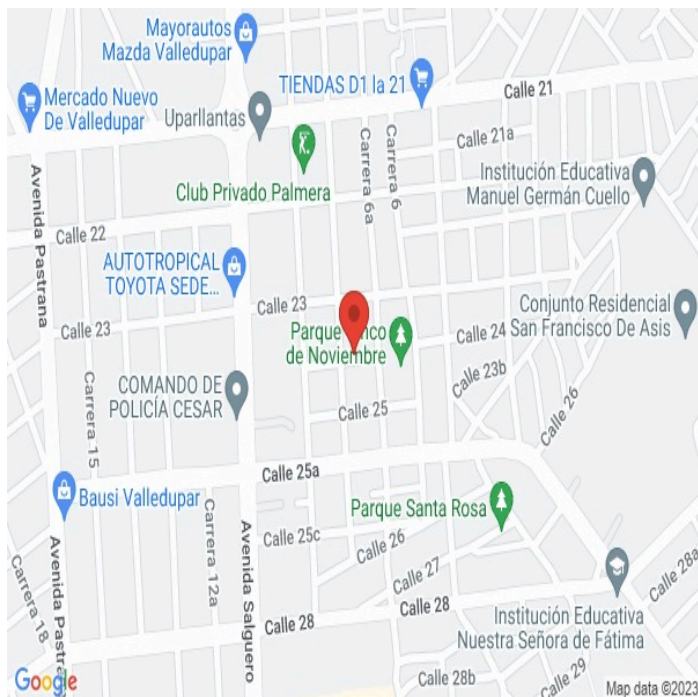 Mayorautos
Mazda Valledupar
TIENDAS D1 la 21
Calle 21
Mercado Nuevo
De Valledupar
Uparllantas
Calle 21a
Carrera 6a
Carrera 6
Institución Educativa
Manuel Germán Cuello
Club Privado Palmera
Avenida Pastrana
Calle 22
AUTOTROPICAL
TOYOTA SEDE...
Calle 23
Conjunto Residencial
San Francisco De Asis
Calle 23
Parque
de Noviembre
Calle 24
Calle 23b
Calle 26
COMANDO DE
POLICÍA CESAR
Carrera 15
Calle 25
Calle 25a
Bausi Valledupar
Parque Santa Rosa
Carrera 12a
Avenida Salguero
Calle 25c
Calle 26
Calle 27
Calle 28a
Carrera 18
Avenida Pastra
Calle 28
Calle 28
Institución Educativa
Nuestra Señora de Fátima
Calle 28b
Calle 29
Google
Map data ©2023